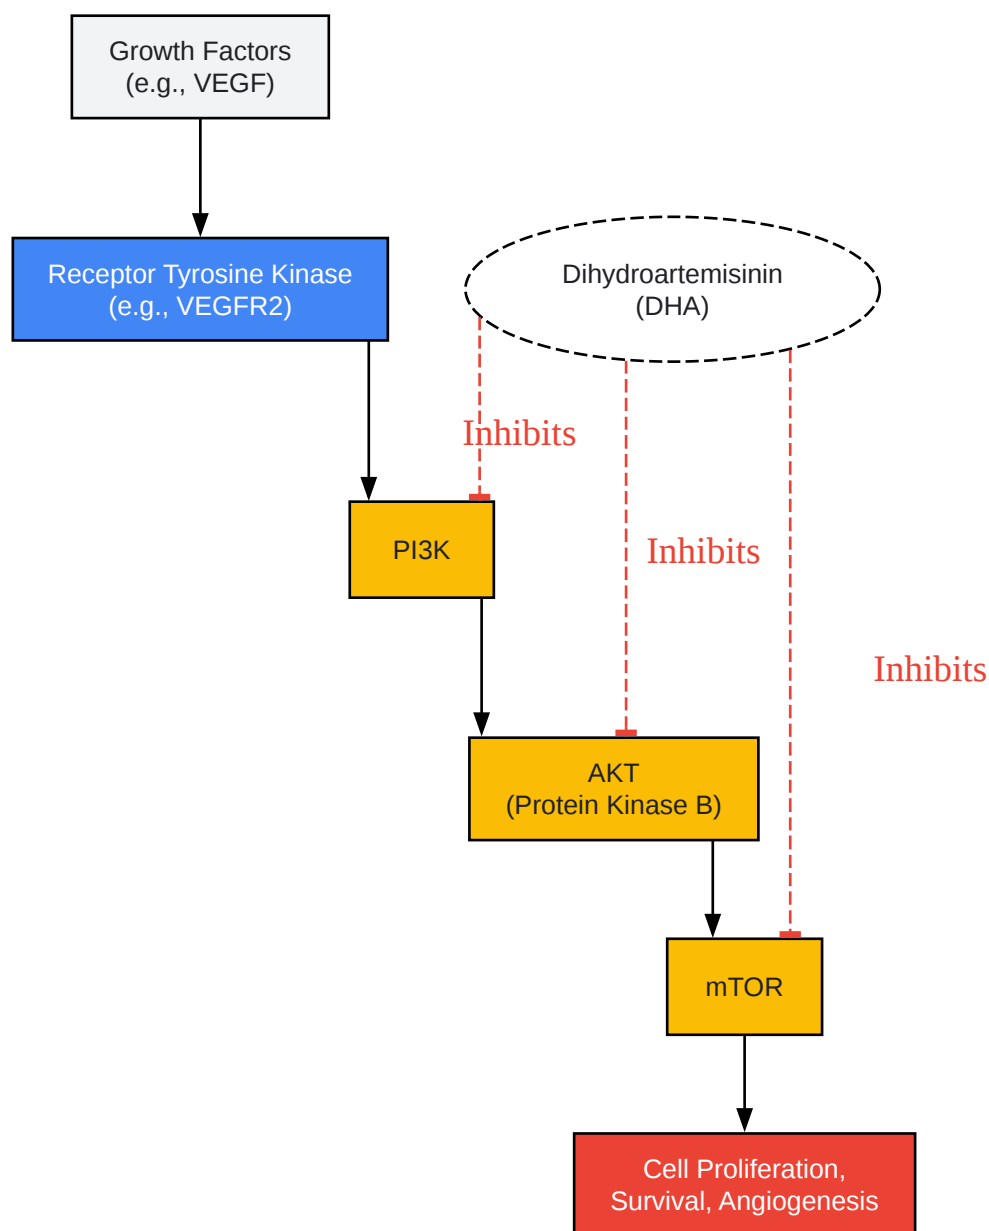 Growth Factors
(e.g., VEGF)
Receptor Tyrosine Kinase
(e.g., VEGFR2)
Dihydroartemisinin
(DHA)
Inhibits
PI3K
Inhibits
Inhibits
AKT
(Protein Kinase B)
mTOR
Cell Proliferation,
Survival, Angiogenesis